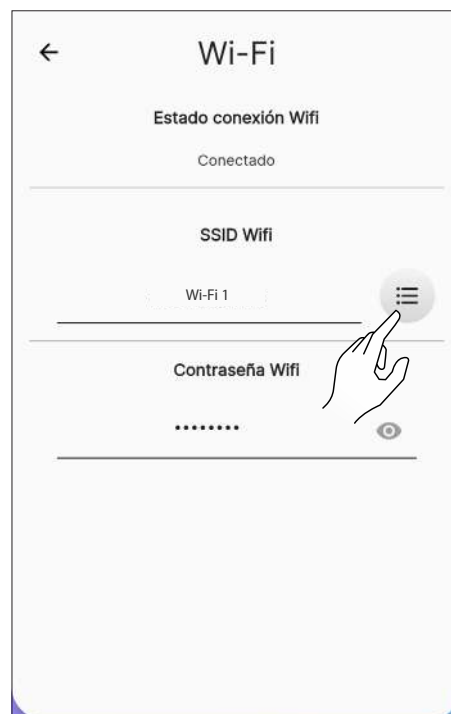 Wi-Fi
Estado conexión Wifi
Conectado
SSID Wifi
Wi-Fi 1
Contraseña Wifi
••••••••